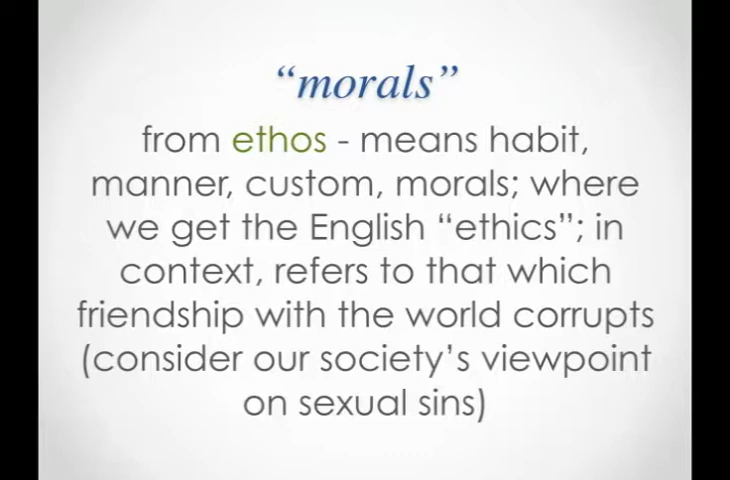 “morals”
from ethos - means habit,
manner, custom, morals; where
we get the English “ethics”; in
context, refers to that which
friendship with the world corrupts
(consider our society’s viewpoint
on sexual sins)